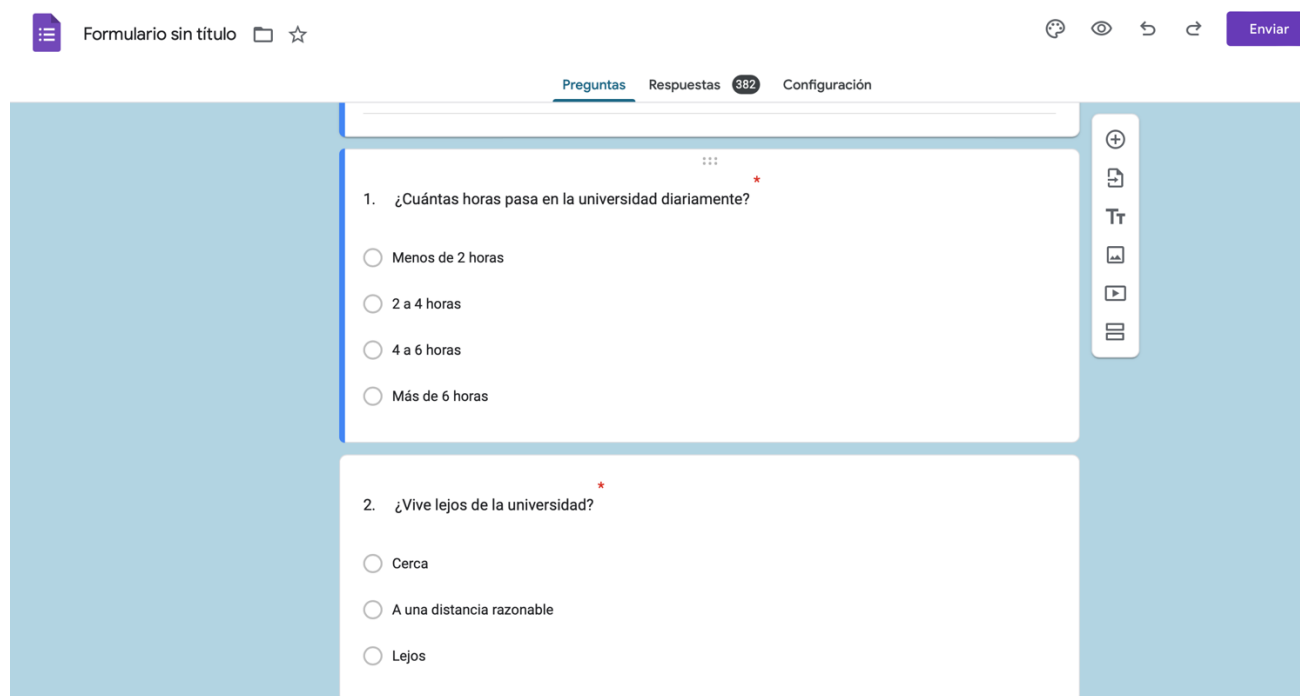 Formulario sin título
Enviar
Preguntas Respuestas 382 Configuración
1. ¿Cuántas horas pasa en la universidad diariamente? *
Menos de 2 horas
2 a 4 horas
4 a 6 horas
Más de 6 horas
2. ¿Vive lejos de la universidad? *
Cerca
A una distancia razonable
Lejos